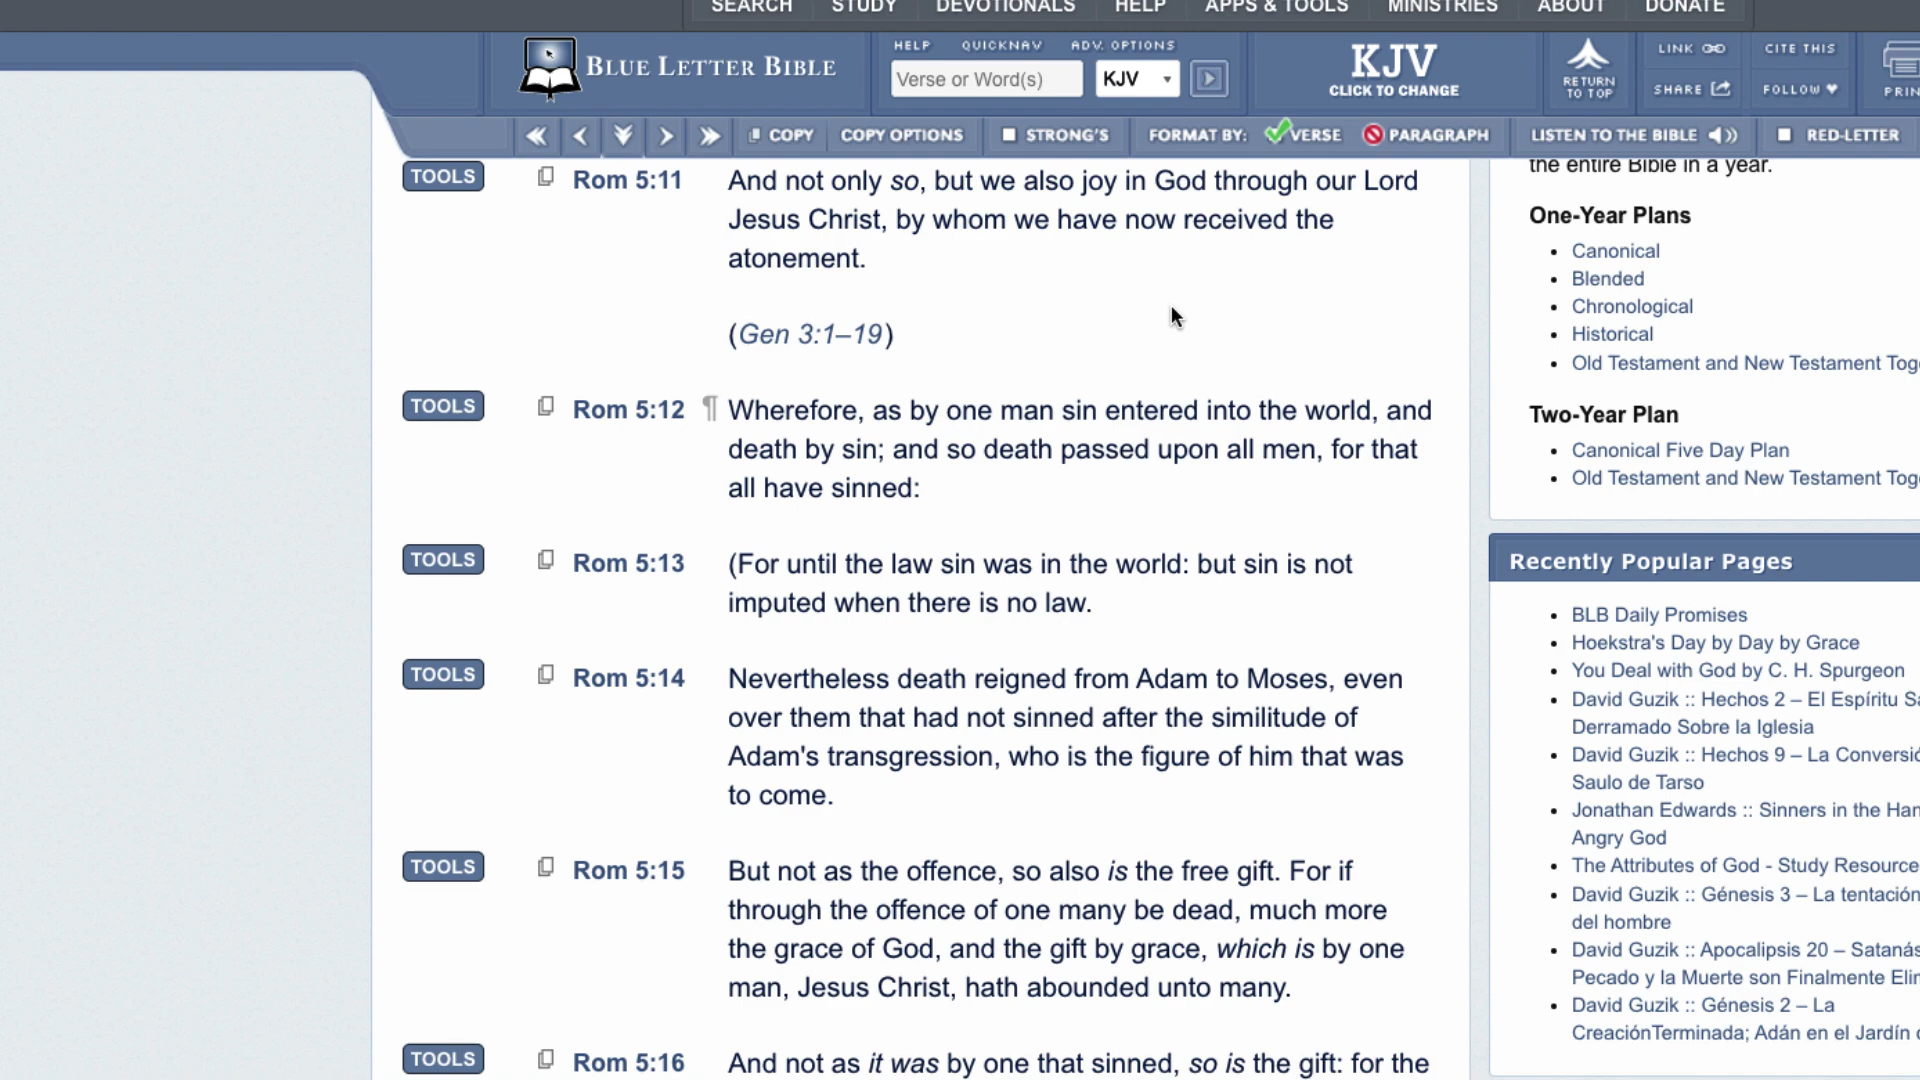 SEARCH STUDY DEVOTIONALS HELP APPS & TOOLS MINISTRIES ABOUT DONATE
BLUE LETTER BIBLE
HELP QUICKNAV ADV. OPTIONS
Verse or Word(s) KJV
KJV
CLICK TO CHANGE
RETURN
TO TOP
LINK CITE THIS
SHARE FOLLOW
COPY COPY OPTIONS STRONG'S FORMAT BY: VERSE PARAGRAPH LISTEN TO THE BIBLE RED-LETTER
TOOLS Rom 5:11 And not only so, but we also joy in God through our Lord
Jesus Christ, by whom we have now received the
atonement.
(Gen 3:1–19)
TOOLS Rom 5:12 ¶ Wherefore, as by one man sin entered into the world, and
death by sin; and so death passed upon all men, for that
all have sinned:
TOOLS Rom 5:13 (For until the law sin was in the world: but sin is not
imputed when there is no law.
TOOLS Rom 5:14 Nevertheless death reigned from Adam to Moses, even
over them that had not sinned after the similitude of
Adam's transgression, who is the figure of him that was
to come.
TOOLS Rom 5:15 But not as the offence, so also is the free gift. For if
through the offence of one many be dead, much more
the grace of God, and the gift by grace, which is by one
man, Jesus Christ, hath abounded unto many.
TOOLS Rom 5:16 And not as it was by one that sinned, so is the gift: for the
the entire Bible in a year.
One-Year Plans
• Canonical
• Blended
• Chronological
• Historical
• Old Testament and New Testament
Two-Year Plan
• Canonical Five Day Plan
• Old Testament and New Testament
Recently Popular Pages
• BLB Daily Promises
• Hoekstra's Day by Day by Grace
• You Deal with God by C. H. Spurgeon
• David Guzik :: Hechos 2 – El Espíritu
Derramado Sobre la Iglesia
• David Guzik :: Hechos 9 – La
Saulo de Tarso
• Jonathan Edwards :: Sinners in the
Angry God
• The Attributes of God - Study
• David Guzik :: Génesis 3 – La tentación
del hombre
• David Guzik :: Apocalipsis 20 – Satanás
Pecado y la Muerte son Finalmente
• David Guzik :: Génesis 2 – La
CreaciónTerminada; Adán en el Jardín